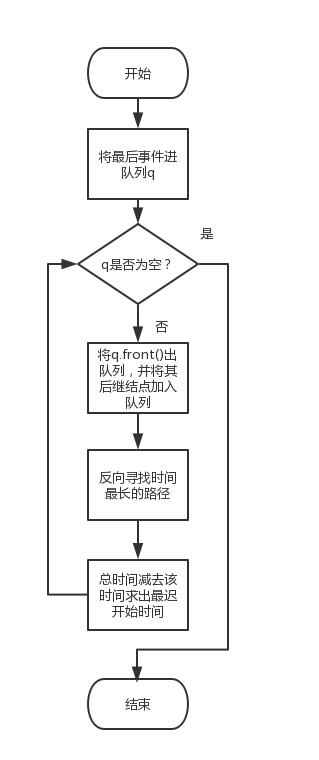 开始
将最后事件进
队列q
是
q是否为空？
否
将q.front()出
队列，并将其
后继结点加入
队列
反向寻找时间
最长的路径
总时间减去该
时间求出最迟
开始时间
结束